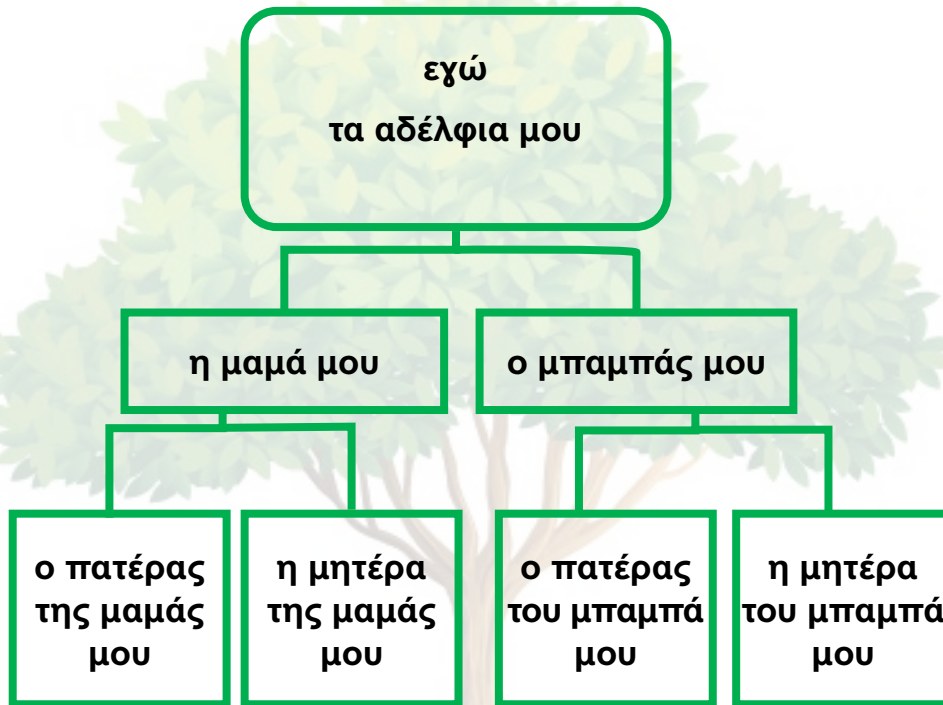 εγώ
τα αδέλφια μου
η μαμά μου
ο μπαμπάς μου
ο πατέρας
της μαμάς
μου
η μητέρα
της μαμάς
μου
ο πατέρας
του μπαμπά
μου
η μητέρα
του μπαμπά
μου